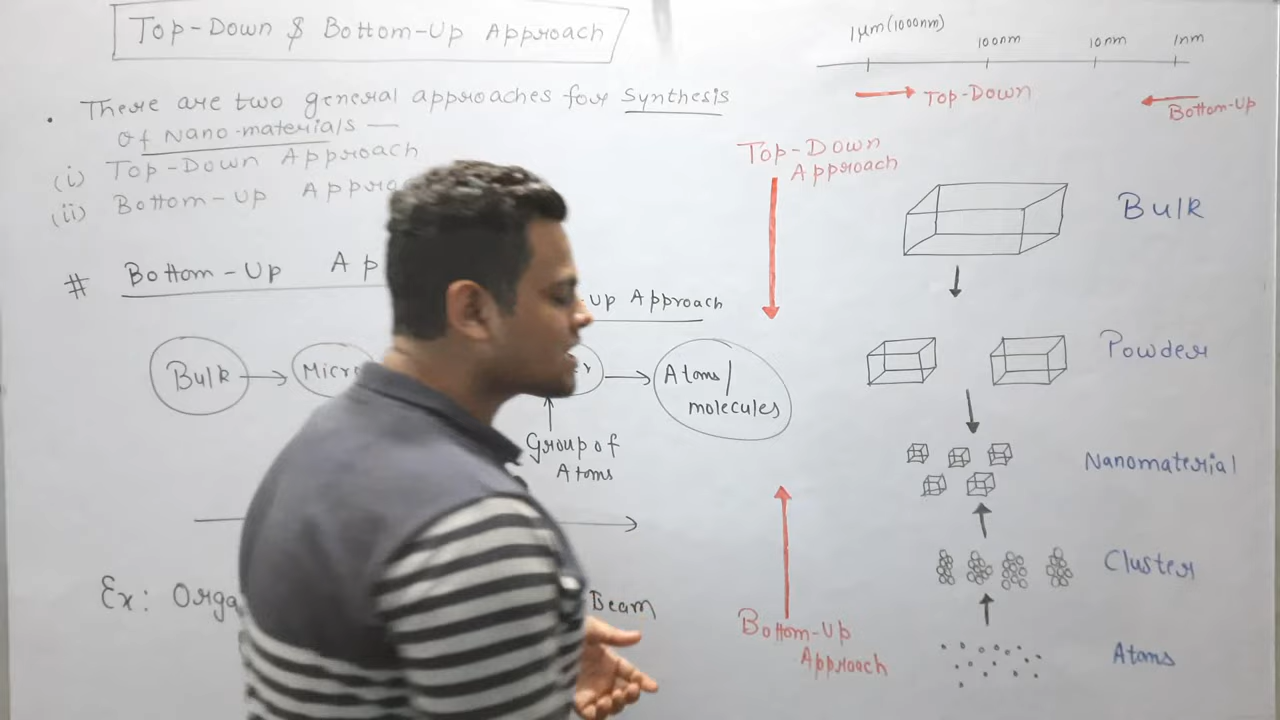 Top-Down & Bottom-Up Approach
• There are two general approaches for Synthesis
of Nano-materials —
(i) Top-Down Approach
(ii) Bottom-Up
# Bottom-Up
Up Approach
Bulk
Atoms/
molecules
Group of
Atoms
Ex:
Beam
1μm(1000nm) 100nm 10nm 1nm
Top-Down
Bottom-Up
Top-Down
Approach
Bulk
Powder
Nanomaterial
Cluster
Bottom-Up
Approach
Atoms